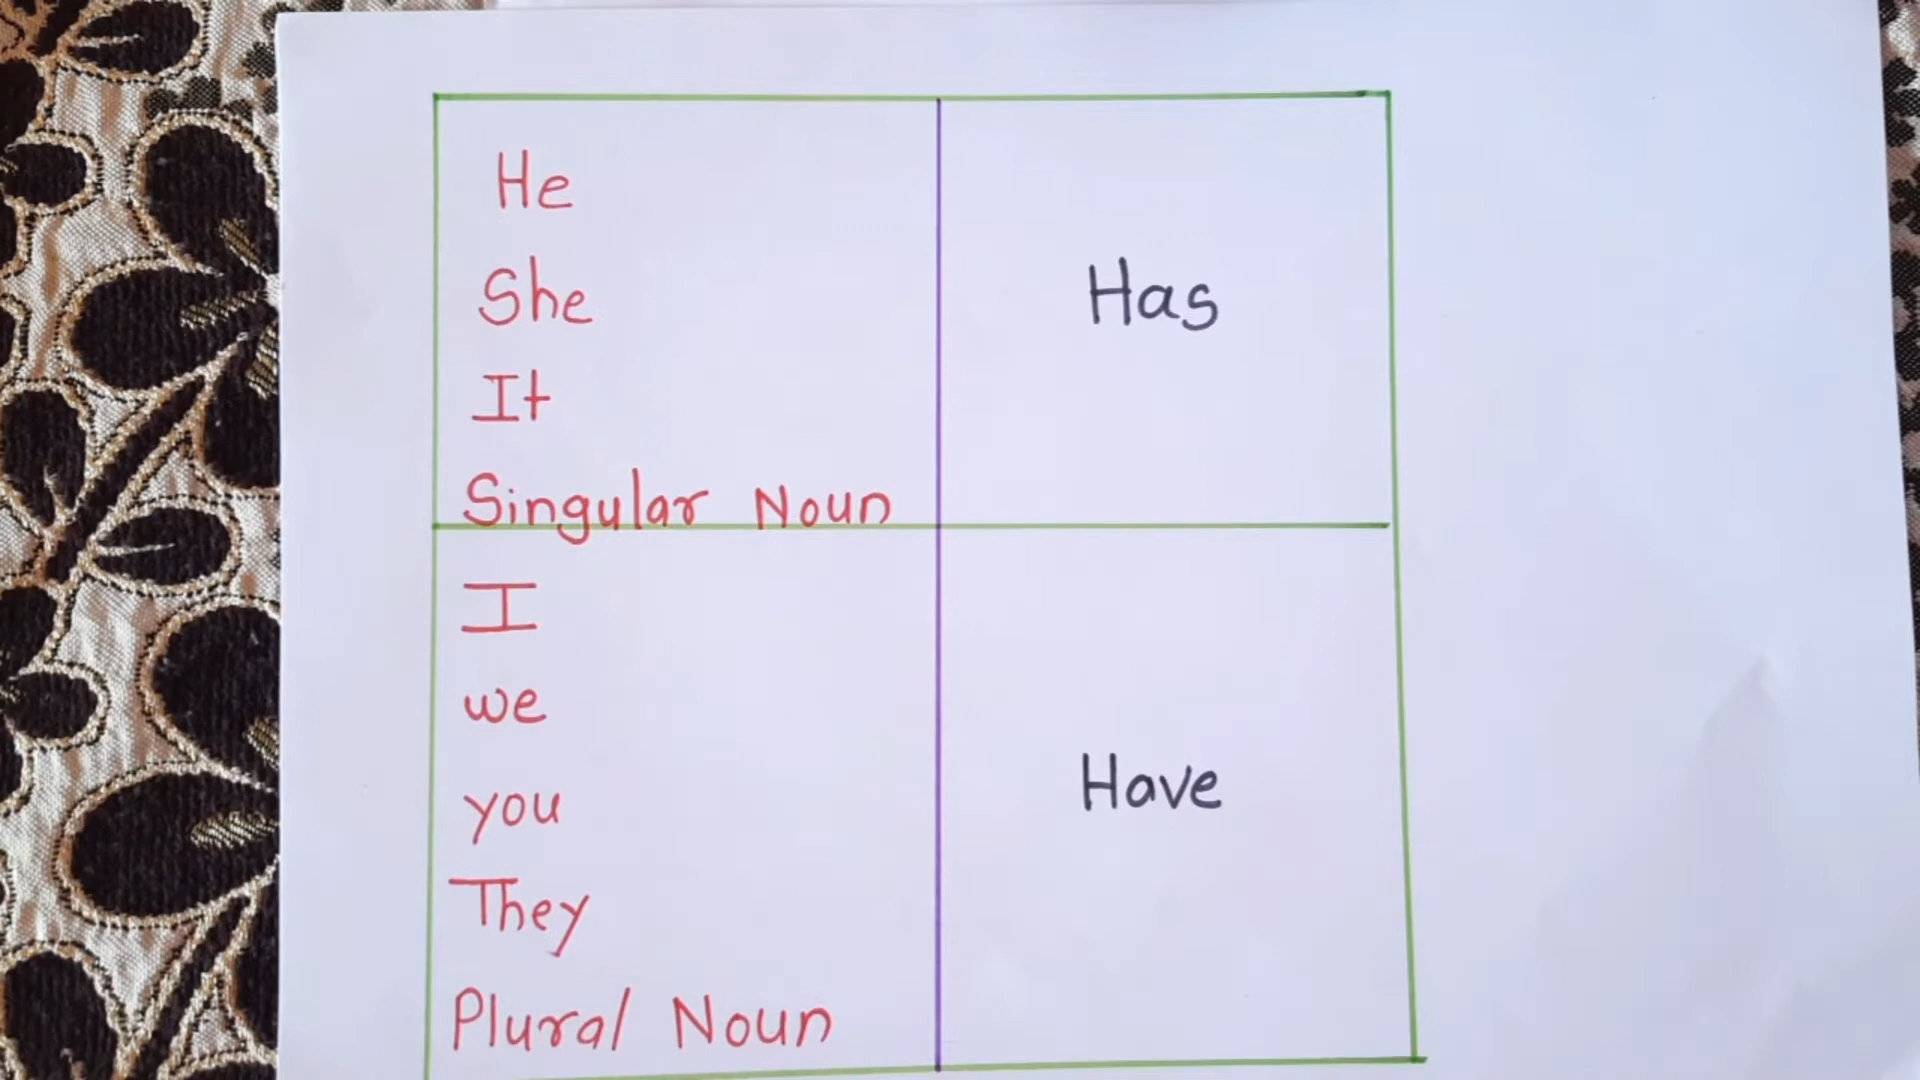 He
She
It
Singular Noun
Has
I
we
you
They
Plural Noun
Have